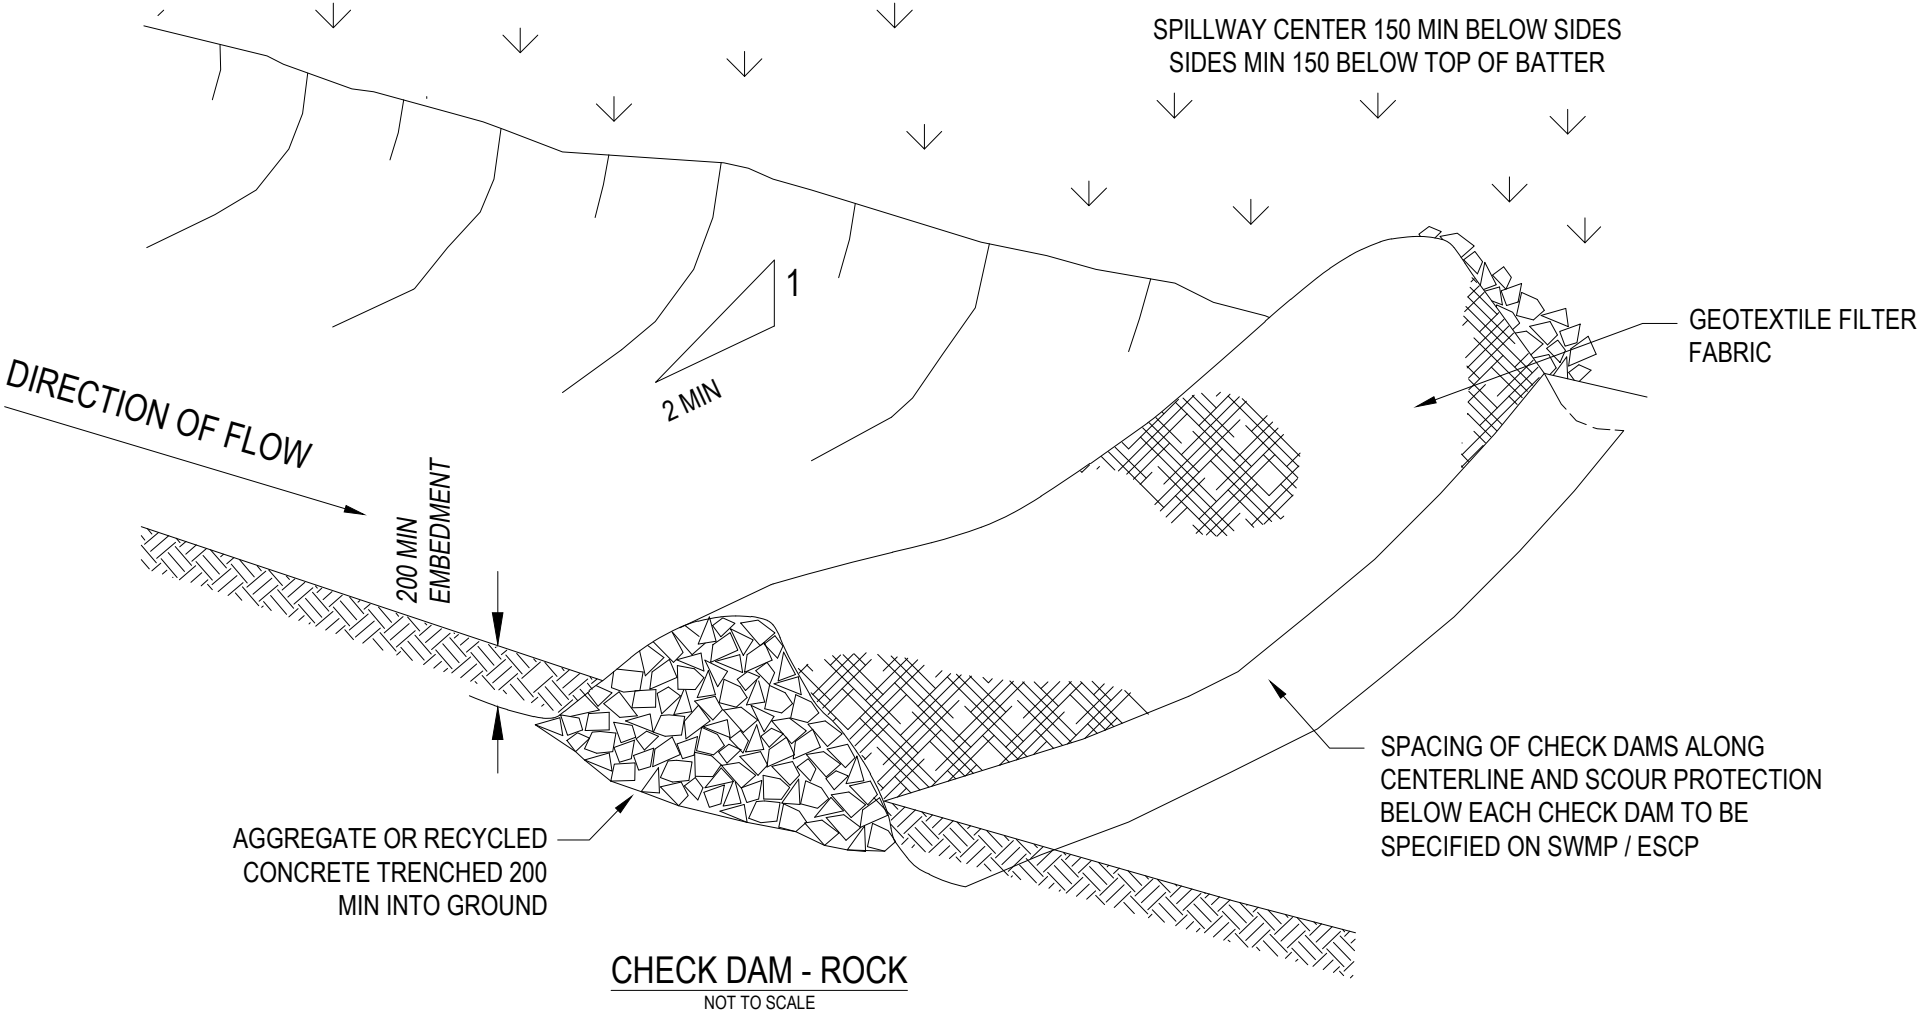 SPILLWAY CENTER 150 MIN BELOW SIDES
SIDES MIN 150 BELOW TOP OF BATTER
1
2 MIN
GEOTEXTILE FILTER
FABRIC
DIRECTION OF FLOW
200 MIN
EMBEDMENT
SPACING OF CHECK DAMS ALONG
CENTERLINE AND SCOUR PROTECTION
BELOW EACH CHECK DAM TO BE
SPECIFIED ON SWMP / ESCP
AGGREGATE OR RECYCLED
CONCRETE TRENCHED 200
MIN INTO GROUND
CHECK DAM - ROCK
NOT TO SCALE